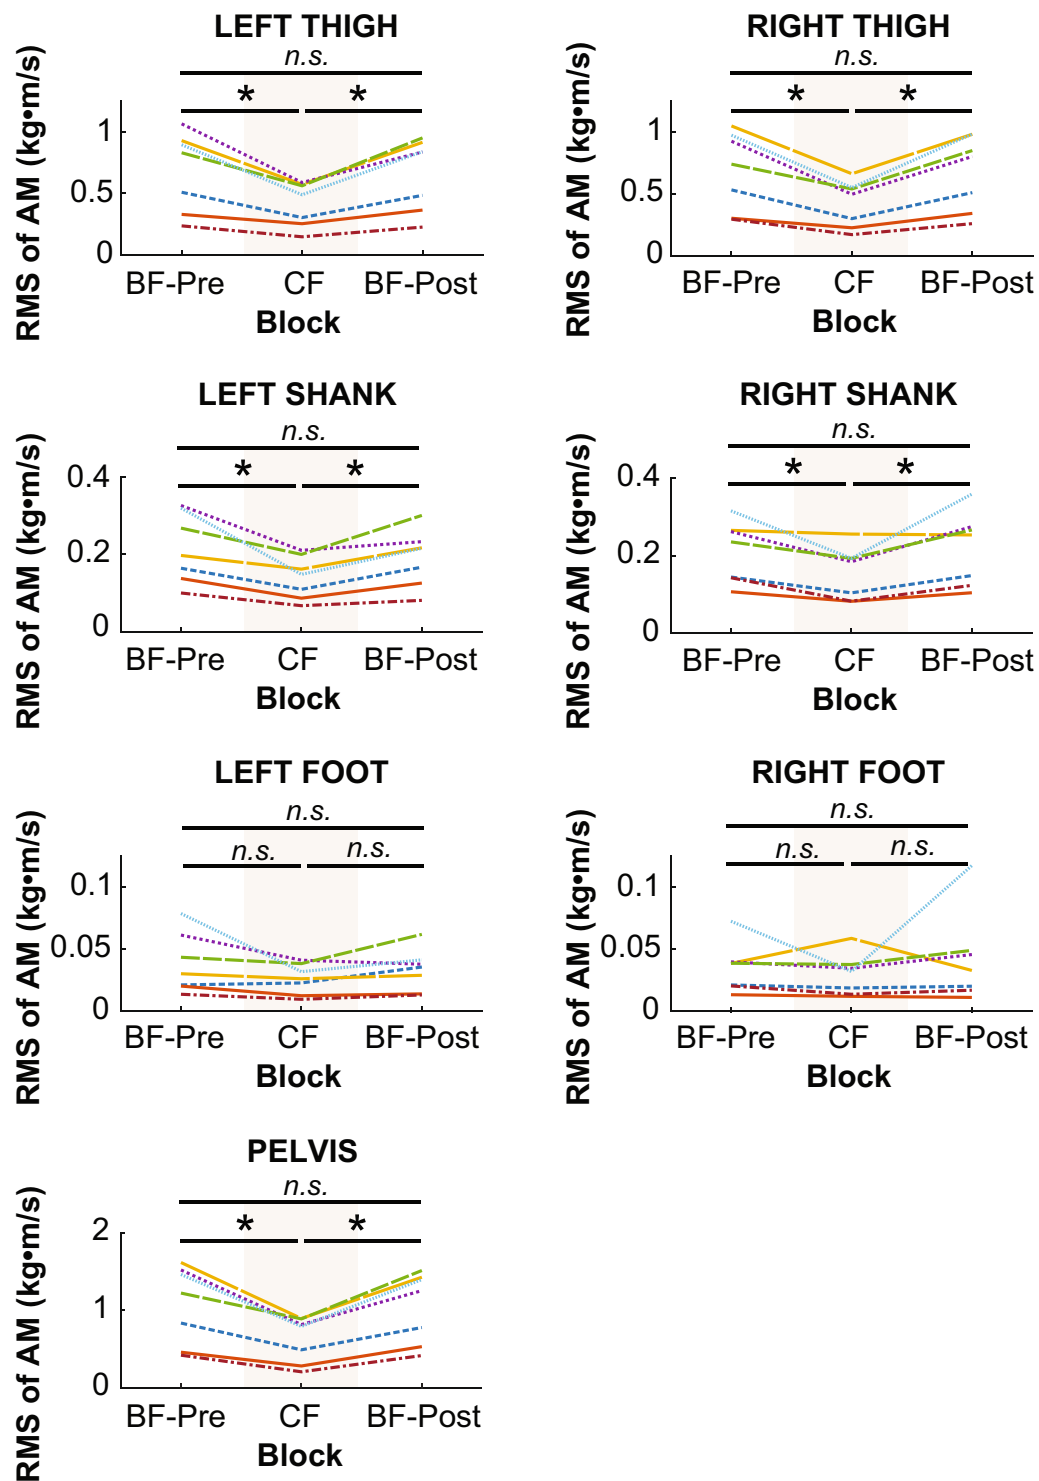 LEFT THIGH
n.s.
* *
RMS of AM (kg•m/s)
1
0.5
0
BF-Pre CF BF-Post
Block
RIGHT THIGH
n.s.
* *
RMS of AM (kg•m/s)
1
0.5
0
BF-Pre CF BF-Post
Block
LEFT SHANK
n.s.
* *
RMS of AM (kg•m/s)
0.4
0.2
0
BF-Pre CF BF-Post
Block
RIGHT SHANK
n.s.
* *
RMS of AM (kg•m/s)
0.4
0.2
0
BF-Pre CF BF-Post
Block
LEFT FOOT
n.s.
n.s. n.s.
RMS of AM (kg•m/s)
0.1
0.05
0
BF-Pre CF BF-Post
Block
RIGHT FOOT
n.s.
n.s. n.s.
RMS of AM (kg•m/s)
0.1
0.05
0
BF-Pre CF BF-Post
Block
PELVIS
n.s.
* *
RMS of AM (kg•m/s)
2
1
0
BF-Pre CF BF-Post
Block